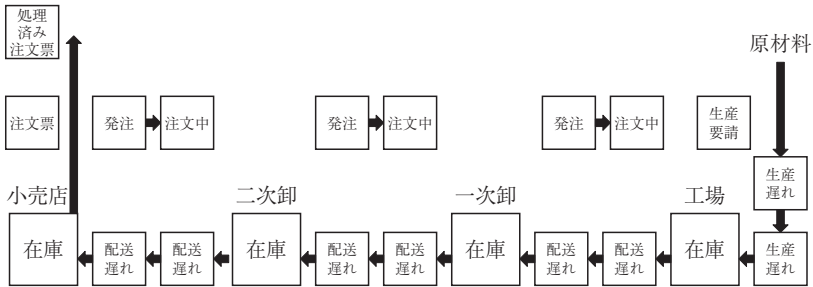 処理
済み
注文票
原材料
注文票
発注
注文中
発注
注文中
発注
注文中
生産
要請
生産
遅れ
小売店
二次卸
一次卸
工場
在庫
配送
遅れ
配送
遅れ
在庫
配送
遅れ
配送
遅れ
在庫
配送
遅れ
配送
遅れ
在庫
生産
遅れ